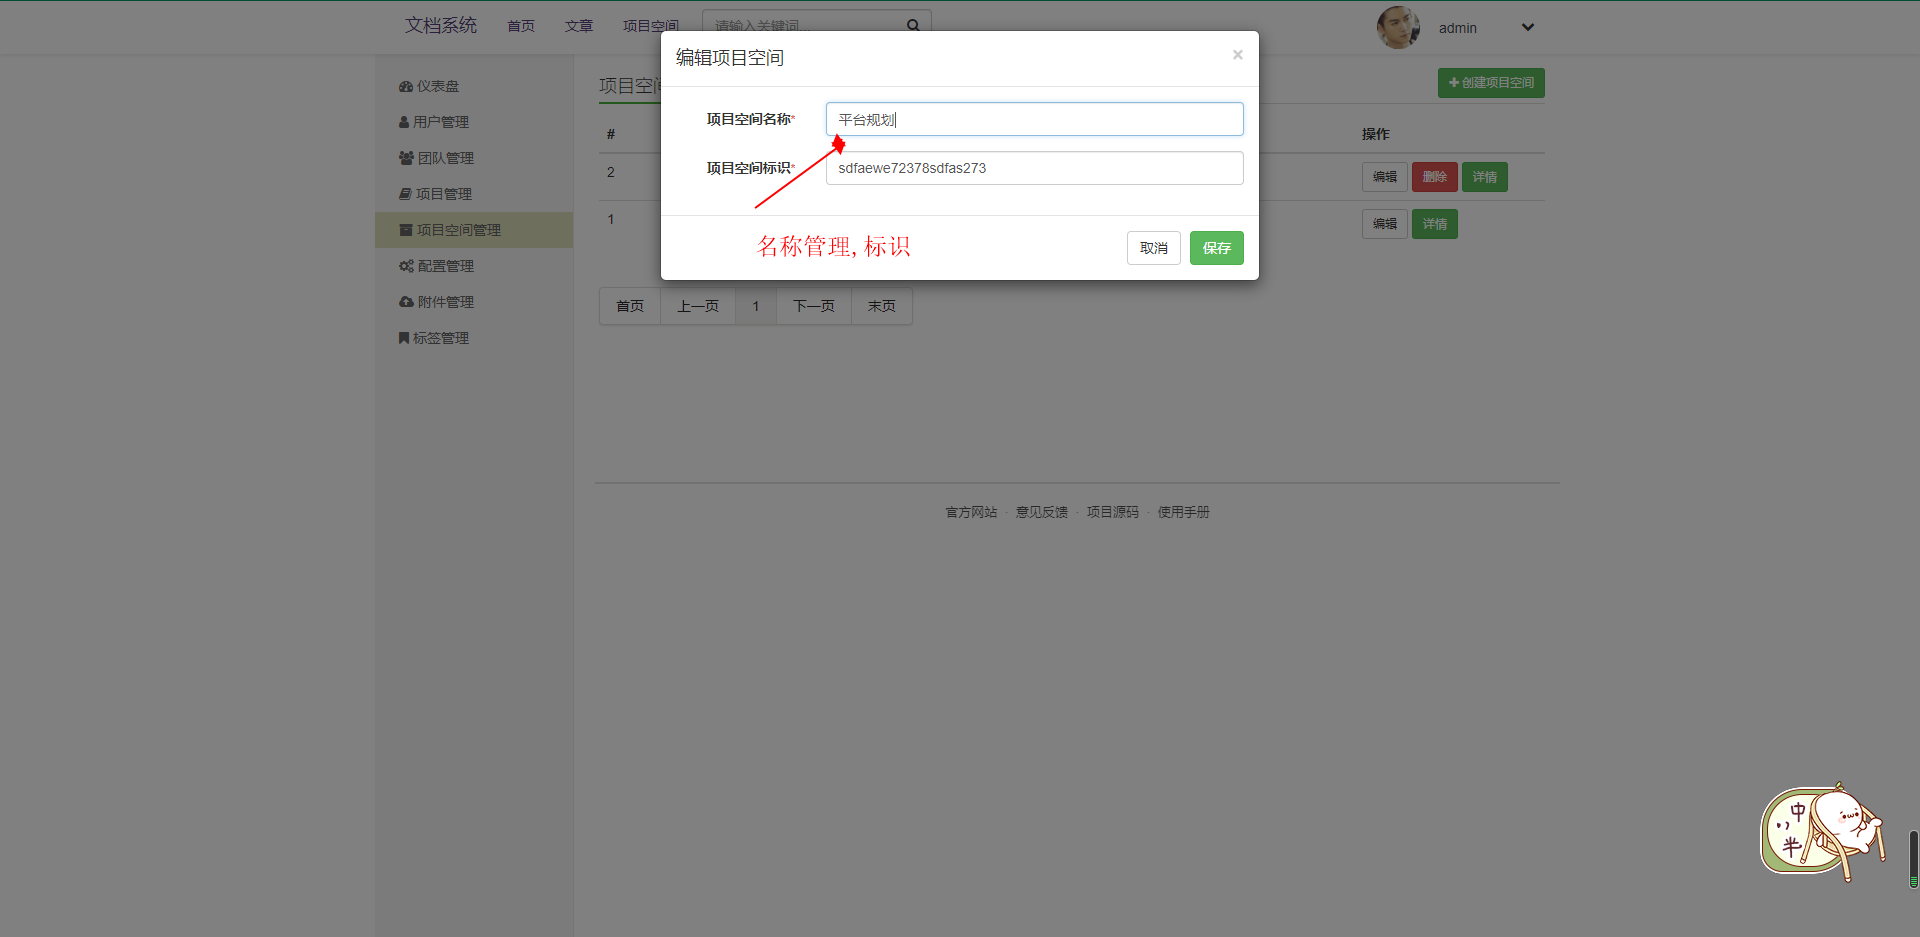 文档系统 首页 文章 项目空间 请输入关键词... admin
编辑项目空间 ×
项目空间名称* 平台规划
项目空间标识* sdfaewe72378sdfas273
名称管理, 标识
取消 保存
仪表盘
用户管理
团队管理
项目管理
项目空间管理
配置管理
附件管理
标签管理
项目空间 创建项目空间
# 操作
2 编辑 删除 详情
1 编辑 详情
首页 上一页 1 下一页 末页
官方网站 · 意见反馈 · 项目源码 · 使用手册
中
半